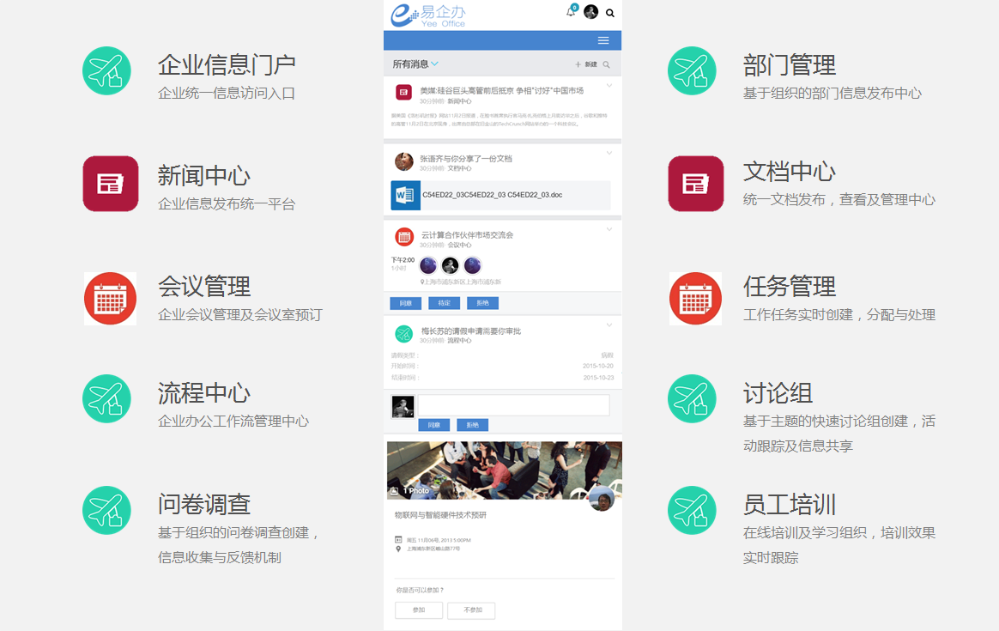 企业信息门户
企业统一信息访问入口
新闻中心
企业信息发布统一平台
会议管理
企业会议管理及会议室预订
流程中心
企业办公工作流管理中心
问卷调查
基于组织的问卷调查创建，
信息收集与反馈机制
易企办
Yee Office
0
所有消息
+ 新建
美媒:硅谷巨头高管前后抵京 争相"讨好"中国市场
30分钟前· 新闻中心
张语齐与你分享了一份文档
30分钟前· 文档中心
C54ED22_03C54ED22_03 C54ED22_03.doc
云计算合作伙伴市场交流会
30分钟前· 会议中心
下午2:00
1小时
上海市浦东新区上海市浦东新
同意 待定 拒绝
梅长苏的请假申请需要你审批
30分钟前· 流程中心
请假类型： 病假
开始时间： 2015-10-20
结束时间： 2015-10-23
同意 拒绝
1 Photo
物联网与智能硬件技术预研
周五 11月06号, 2013 5:00PM
上海浦东新区峨山路77号
你是否可以参加？
参加 不参加
部门管理
基于组织的部门信息发布中心
文档中心
统一文档发布，查看及管理中心
任务管理
工作任务实时创建，分配与处理
讨论组
基于主题的快速讨论组创建，活
动跟踪及信息共享
员工培训
在线培训及学习组织，培训效果
实时跟踪